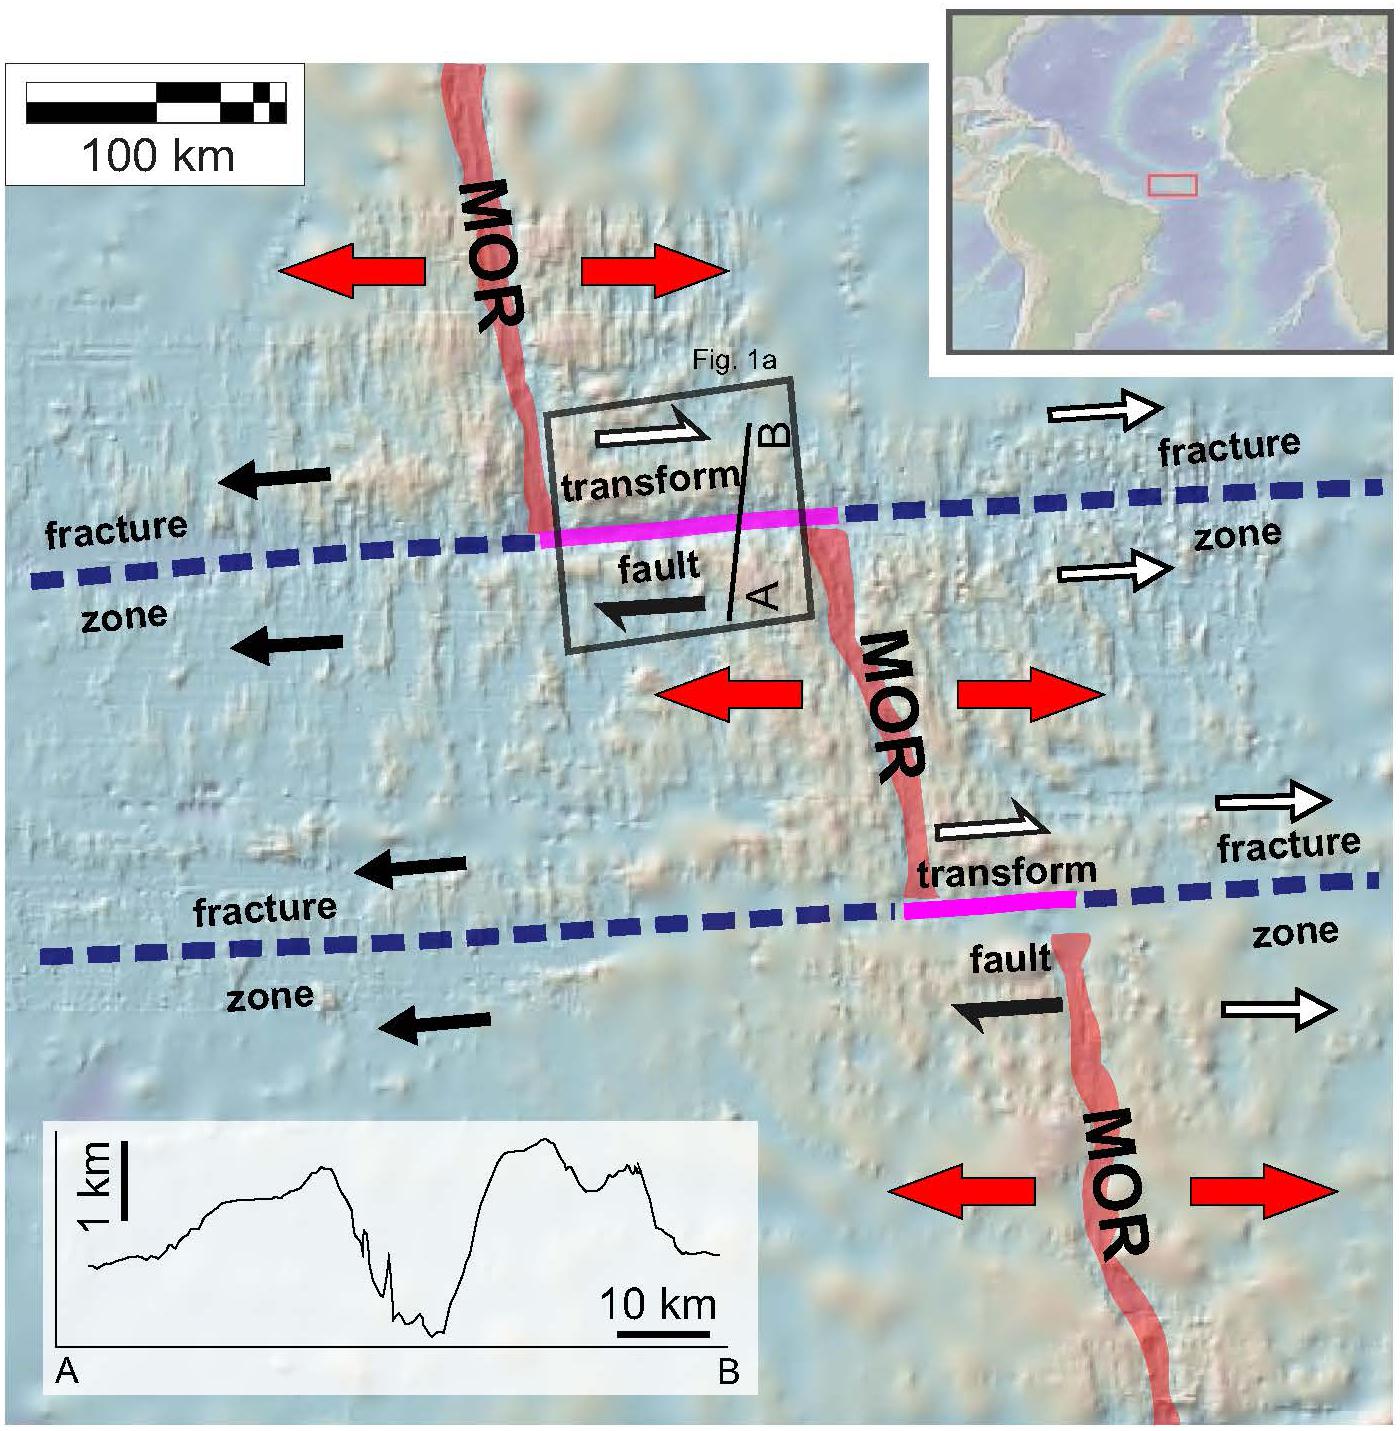 100 km
MOR
Fig. 1a
B
transform
fault
A
fracture
zone
fracture
zone
MOR
transform
fault
fracture
zone
fracture
zone
MOR
1 km
10 km
A
B